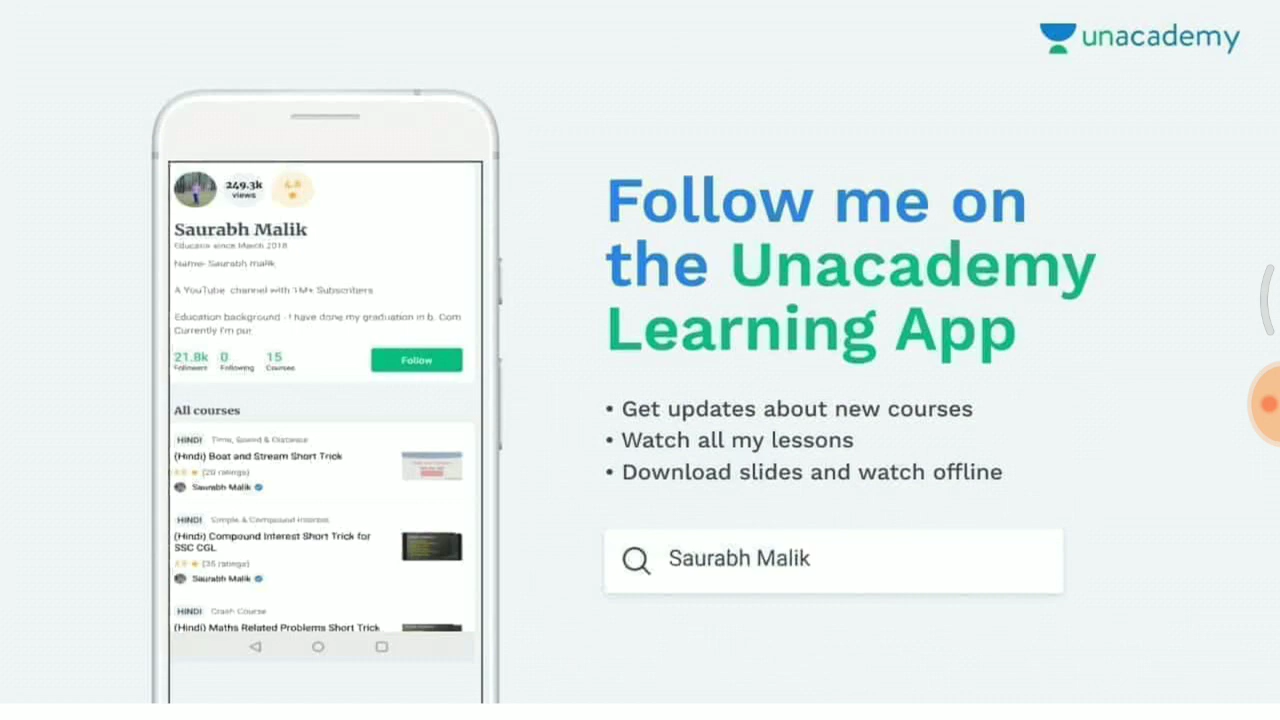 unacademy
249.3k
views
4.8
Saurabh Malik
Educator since March 2018
Name- Saurabh malik
A YouTube channel with 1M+ Subscribers
Education background - I have done my graduation in b. Com
Currently I'm pur
21.8k 0 15
Followers Following Courses
Follow
All courses
HINDI Time, Speed & Distance
(Hindi) Boat and Stream Short Trick
(20 ratings)
Saurabh Malik
HINDI Simple & Compound Interest
(Hindi) Compound Interest Short Trick for
SSC CGL
(35 ratings)
Saurabh Malik
HINDI Crash Course
(Hindi) Maths Related Problems Short Trick
Follow me on
the Unacademy
Learning App
• Get updates about new courses
• Watch all my lessons
• Download slides and watch offline
Saurabh Malik